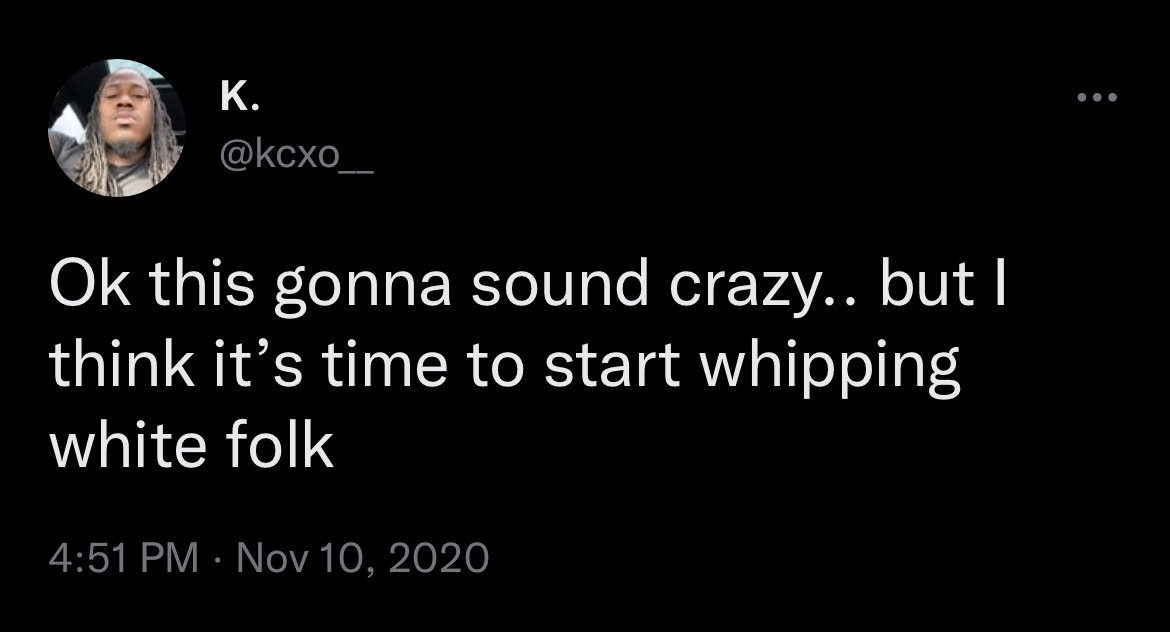 K.
@kcxo__
Ok this gonna sound crazy.. but I
think it’s time to start whipping
white folk
4:51 PM · Nov 10, 2020